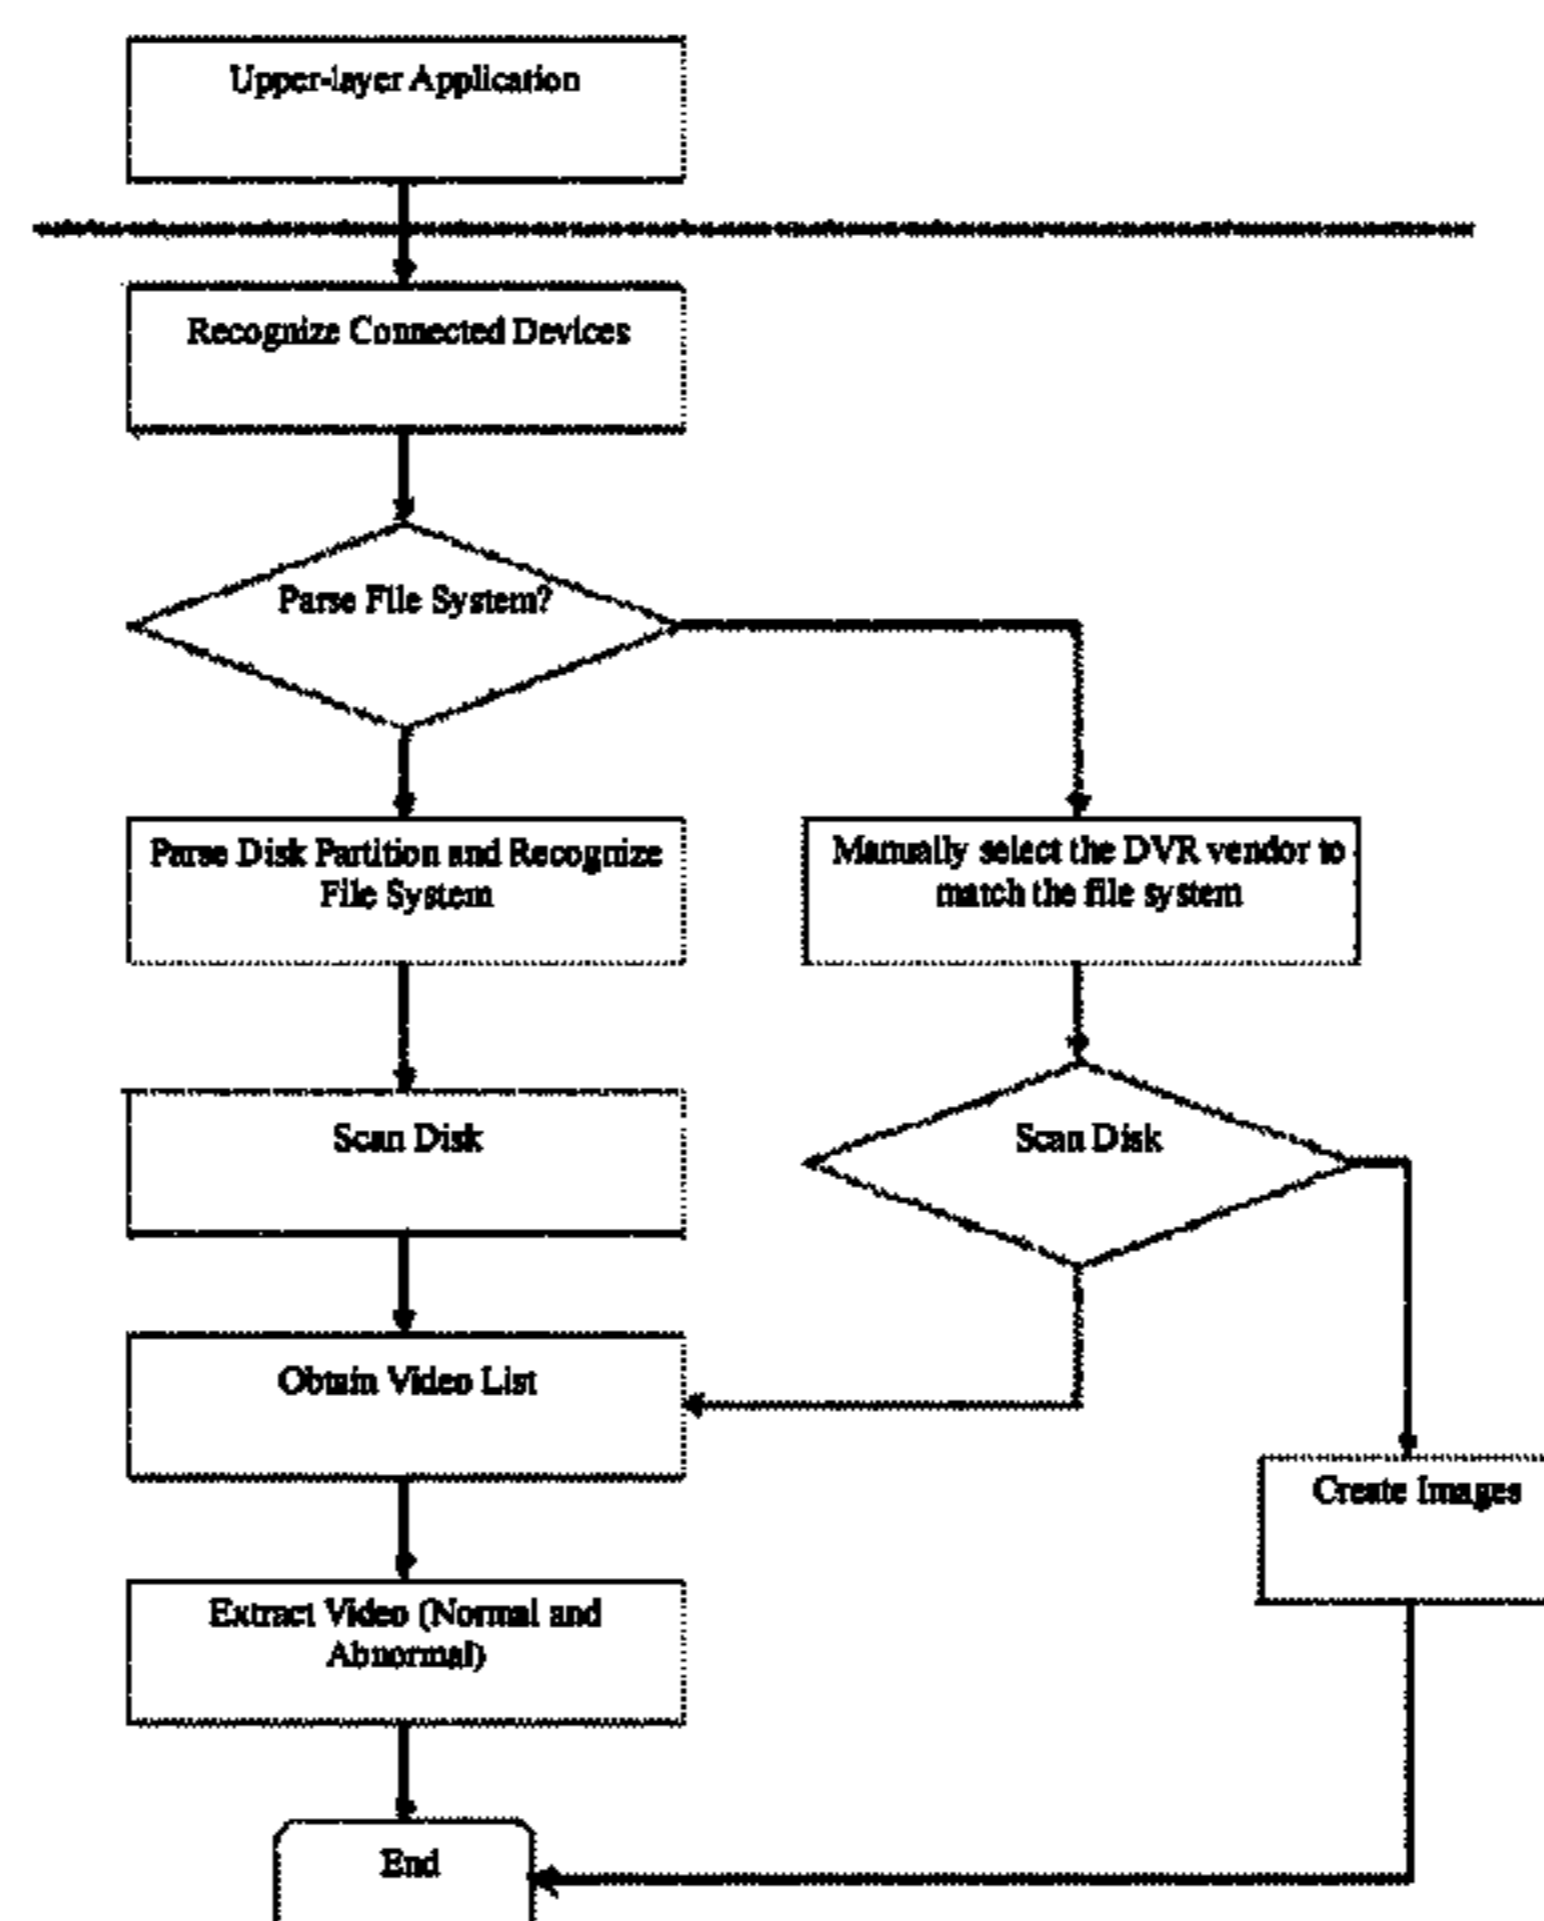 Upper-layer Application
Recognize Connected Devices
Parse File System?
Parse Disk Partition and Recognize
File System
Manually select the DVR vendor to
match the file system
Scan Disk
Scan Disk
Obtain Video List
Create Images
Extract Video (Normal and
Abnormal)
End